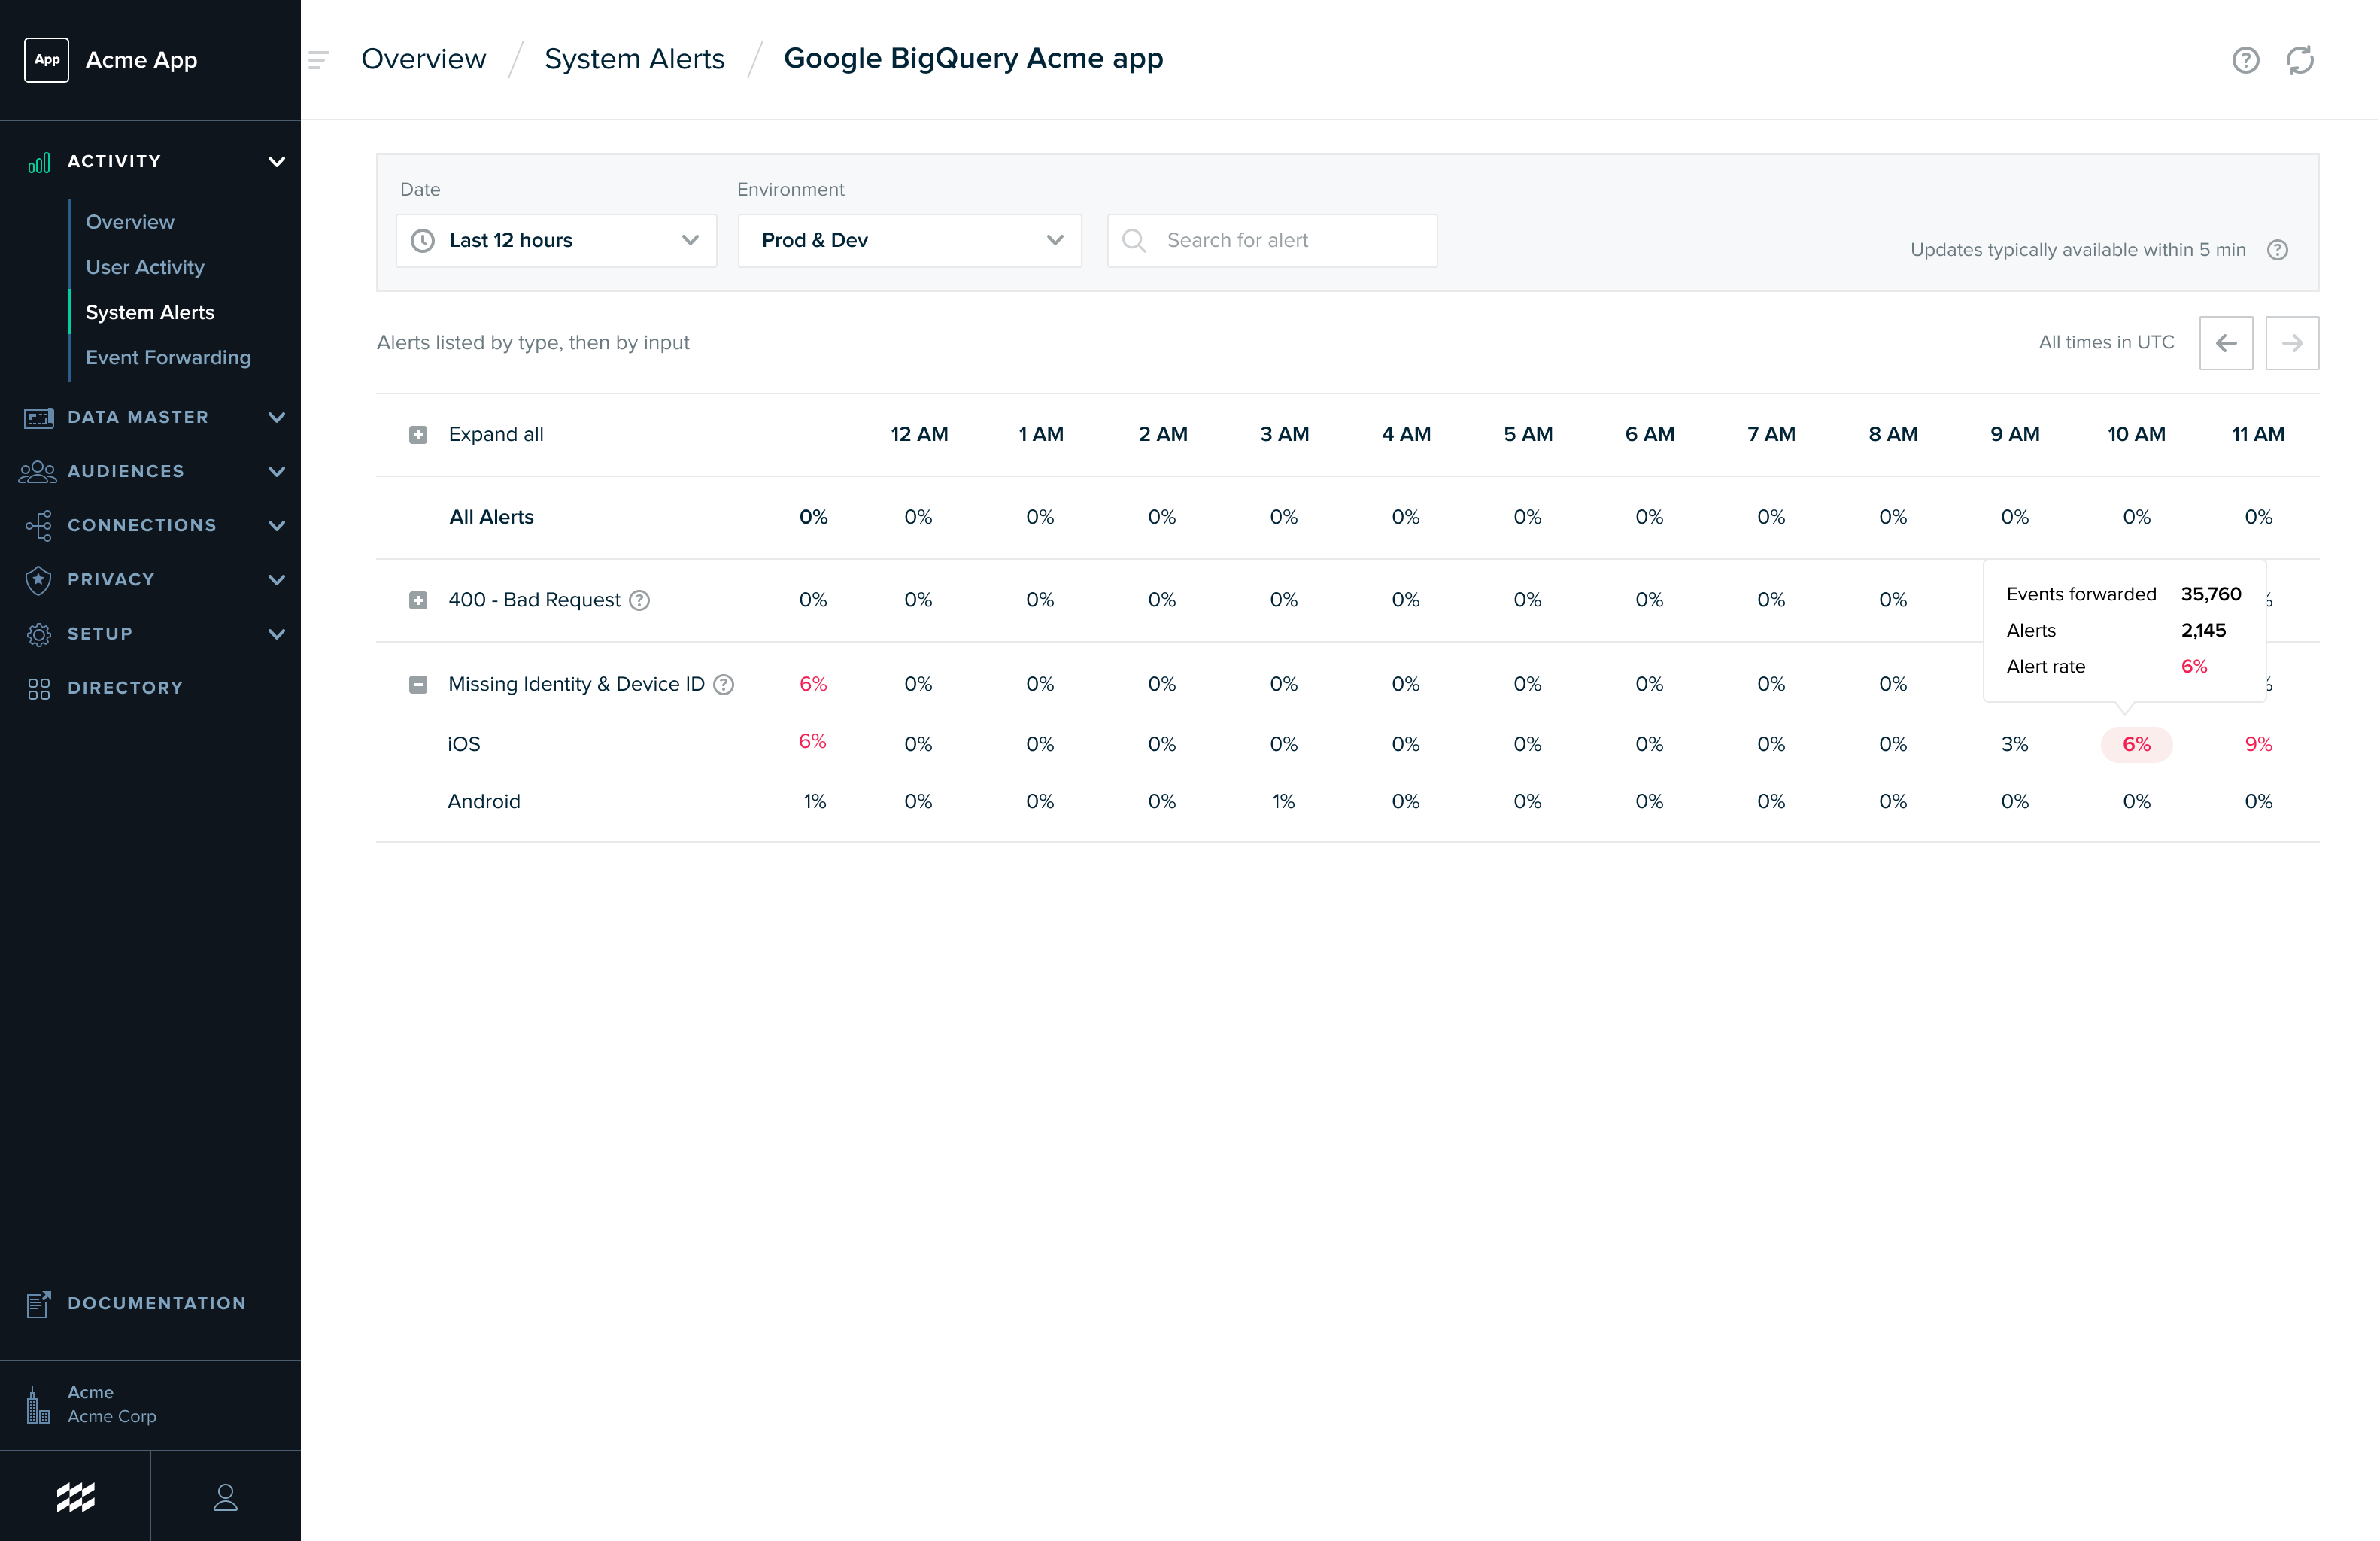 App Acme App
Overview / System Alerts / Google BigQuery Acme app
ACTIVITY
Overview
User Activity
System Alerts
Event Forwarding
DATA MASTER
AUDIENCES
CONNECTIONS
PRIVACY
SETUP
DIRECTORY
DOCUMENTATION
Acme
Acme Corp
Date Environment
Last 12 hours Prod & Dev Search for alert
Updates typically available within 5 min
Alerts listed by type, then by input All times in UTC
Expand all 12 AM 1 AM 2 AM 3 AM 4 AM 5 AM 6 AM 7 AM 8 AM 9 AM 10 AM 11 AM
All Alerts 0% 0% 0% 0% 0% 0% 0% 0% 0% 0% 0% 0% 0%
400 - Bad Request 0% 0% 0% 0% 0% 0% 0% 0% 0% 0%
Events forwarded 35,760
Alerts 2,145
Alert rate 6%
Missing Identity & Device ID 6% 0% 0% 0% 0% 0% 0% 0% 0% 0%
iOS 6% 0% 0% 0% 0% 0% 0% 0% 0% 0% 3% 6% 9%
Android 1% 0% 0% 0% 1% 0% 0% 0% 0% 0% 0% 0% 0%